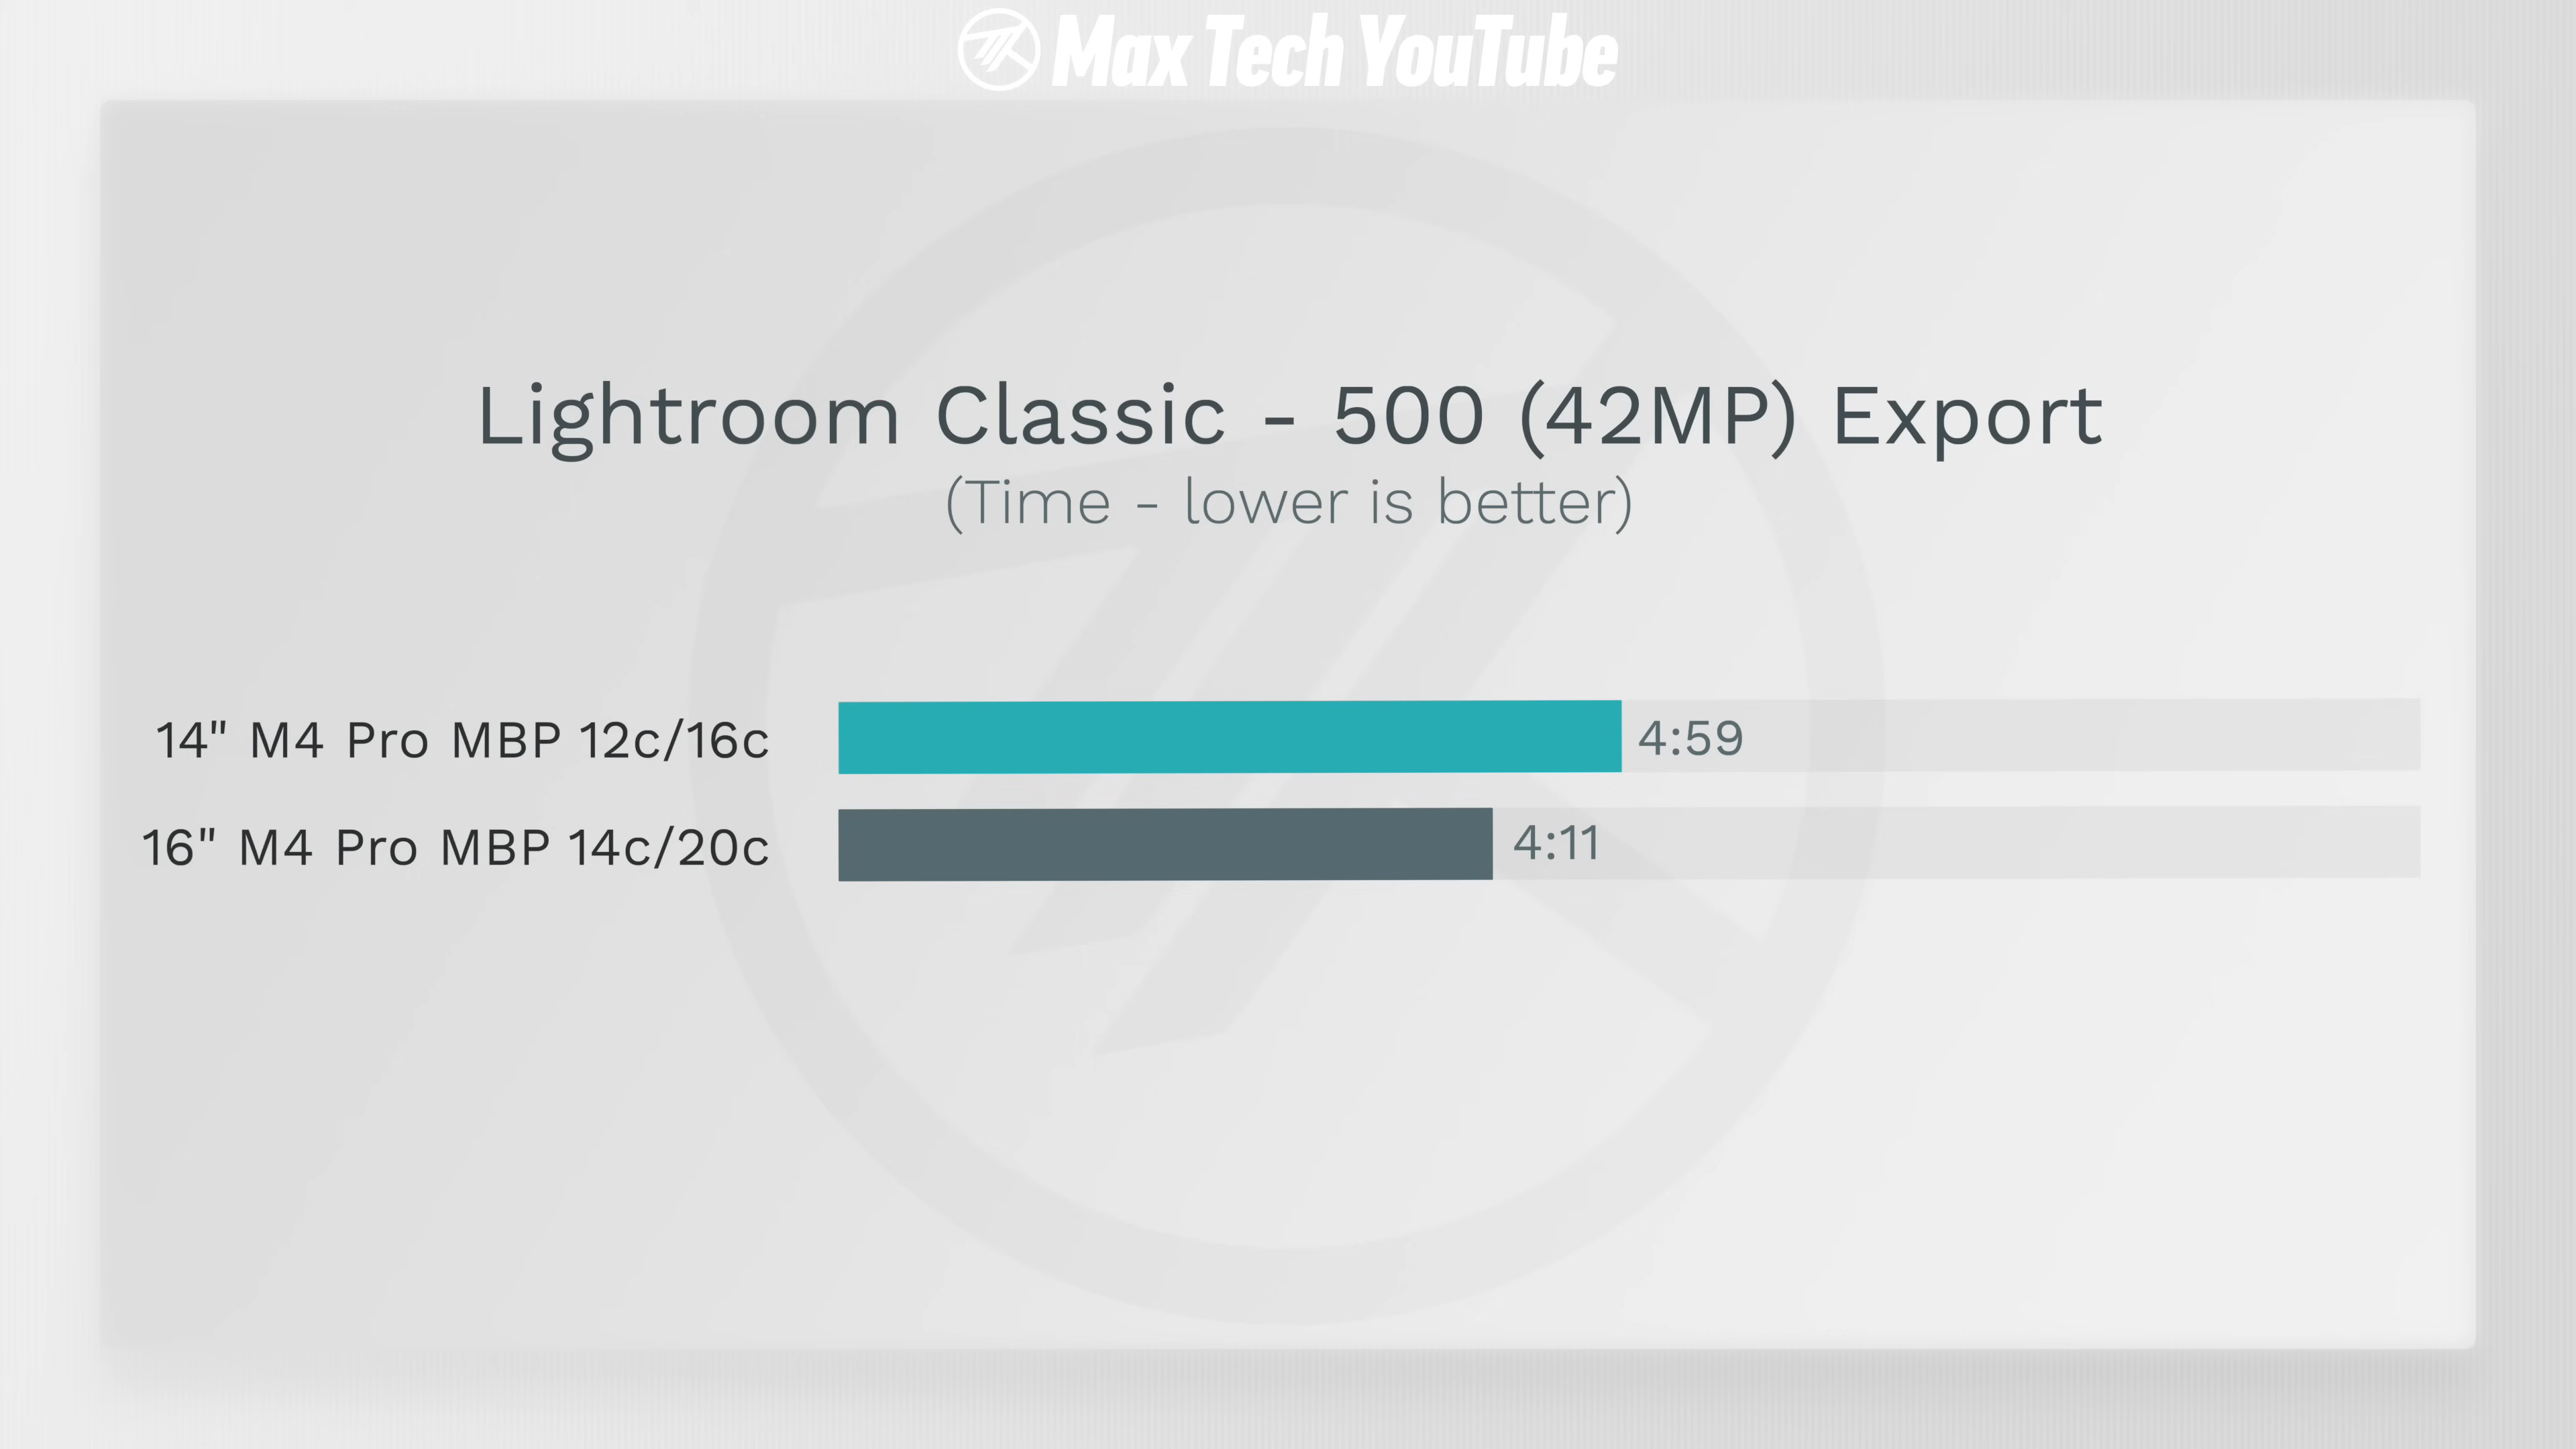 Max Tech YouTube
Lightroom Classic - 500 (42MP) Export
(Time - lower is better)
14" M4 Pro MBP 12c/16c 4:59
16" M4 Pro MBP 14c/20c 4:11